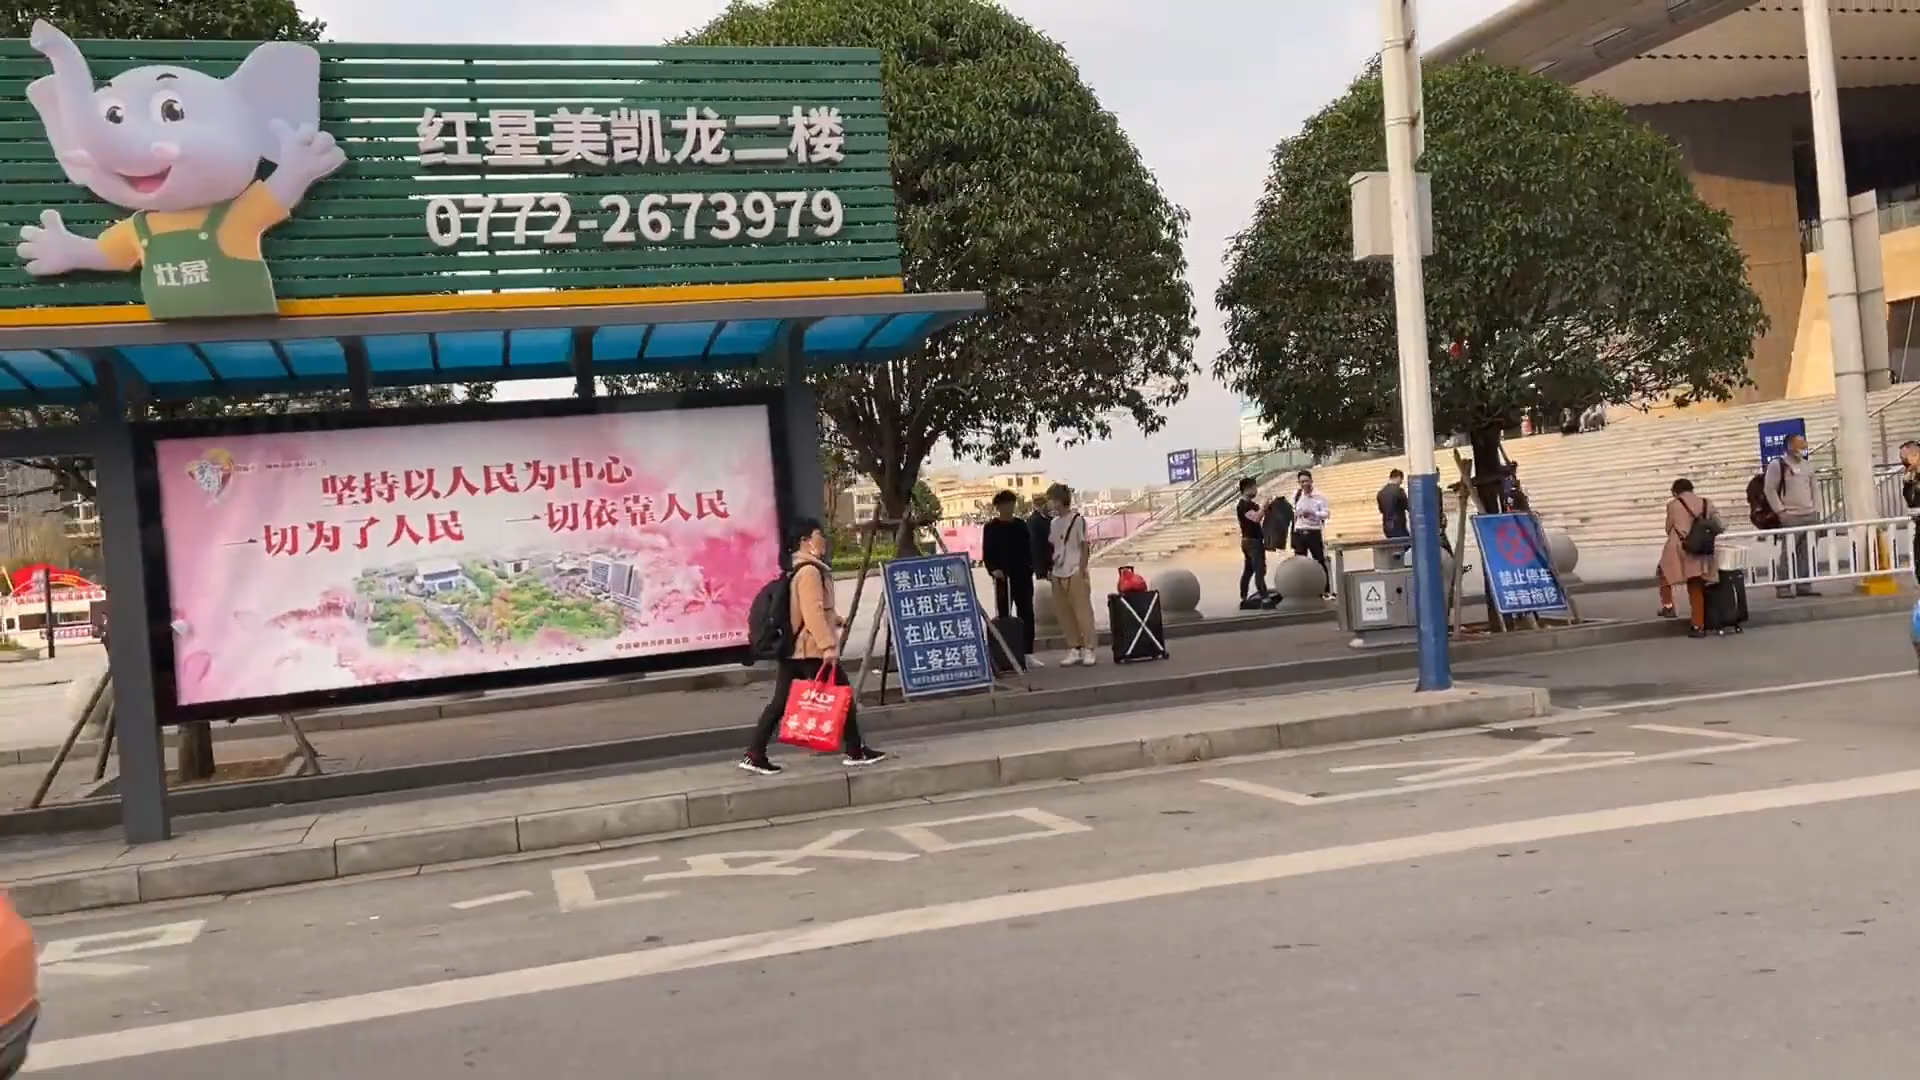 红星美凯龙二楼
0772-2673979
壮象
坚持以人民为中心
一切为了人民 一切依靠人民
禁止巡游
出租汽车
在此区域
上客经营
禁止停车
违者拖移